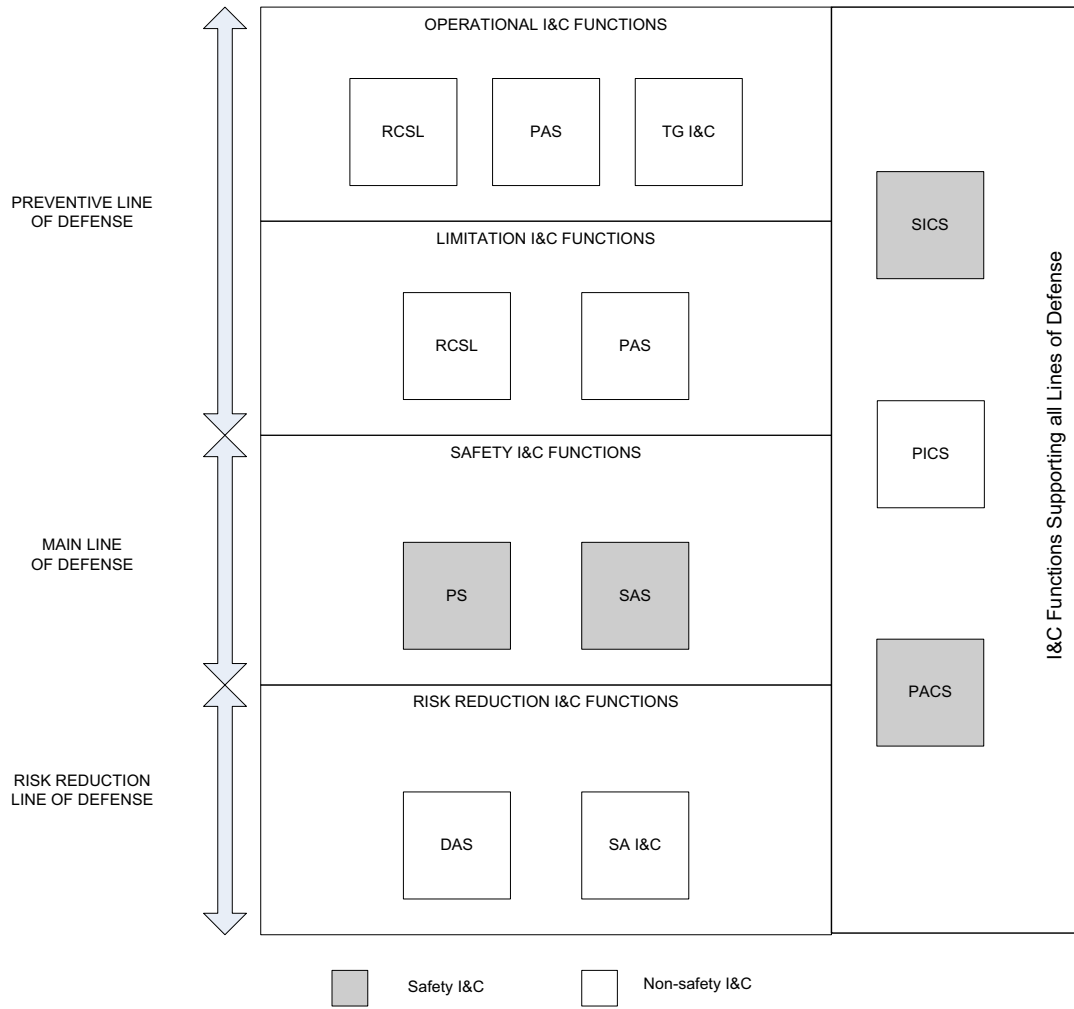 OPERATIONAL I&C FUNCTIONS
RCSL
PAS
TG I&C
PREVENTIVE LINE
OF DEFENSE
LIMITATION I&C FUNCTIONS
RCSL
PAS
SAFETY I&C FUNCTIONS
MAIN LINE
OF DEFENSE
PS
SAS
RISK REDUCTION I&C FUNCTIONS
RISK REDUCTION
LINE OF DEFENSE
DAS
SA I&C
SICS
PICS
PACS
I&C Functions Supporting all Lines of Defense
Safety I&C
Non-safety I&C